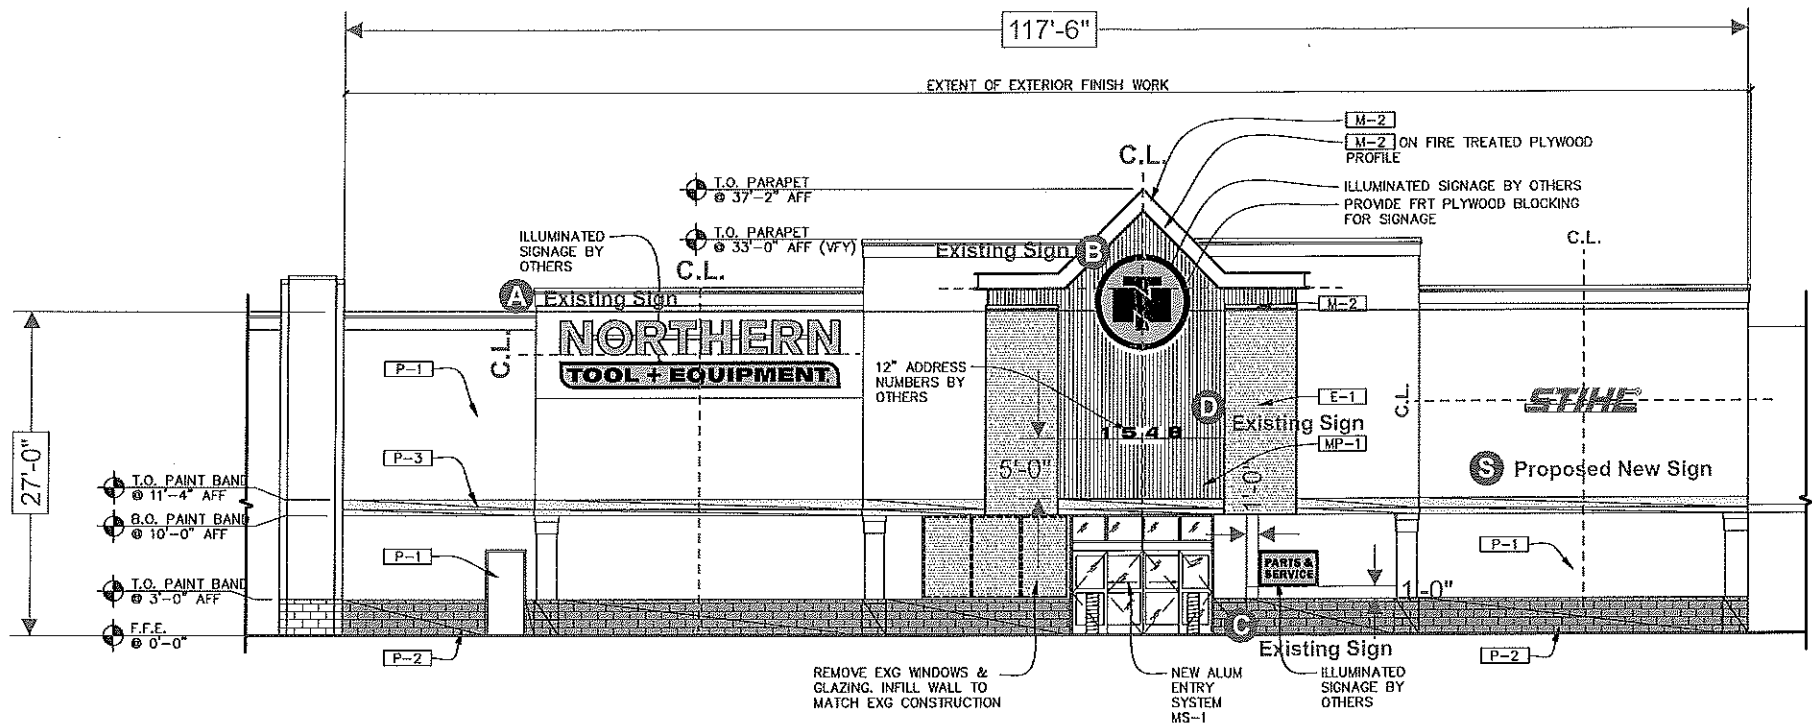 117'-6"
EXTENT OF EXTERIOR FINISH WORK
M-2
M-2 ON FIRE TREATED PLYWOOD
PROFILE
C.L.
T.O. PARAPET
@ 37'-2" AFF
ILLUMINATED SIGNAGE BY OTHERS
PROVIDE FRT PLYWOOD BLOCKING
FOR SIGNAGE
T.O. PARAPET
@ 33'-0" AFF (VFY)
ILLUMINATED
SIGNAGE BY
OTHERS
C.L.
Existing Sign B
C.L.
A Existing Sign
M-2
NORTHERN
TOOL + EQUIPMENT
C.L.
P-1
12" ADDRESS
NUMBERS BY
OTHERS
E-1
C.L.
STIHL®
D
Existing Sign
1 5 4 8
MP-1
27'-0"
P-3
5'-0"
S Proposed New Sign
T.O. PAINT BAND
@ 11'-4" AFF
B.O. PAINT BAND
@ 10'-0" AFF
P-1
P-1
PARTS &
SERVICE
T.O. PAINT BAND
@ 3'-0" AFF
1'-0"
F.F.E.
@ 0'-0"
C
Existing Sign
P-2
P-2
REMOVE EXG WINDOWS &
GLAZING. INFILL WALL TO
MATCH EXG CONSTRUCTION
NEW ALUM
ENTRY
SYSTEM
MS-1
ILLUMINATED
SIGNAGE BY
OTHERS